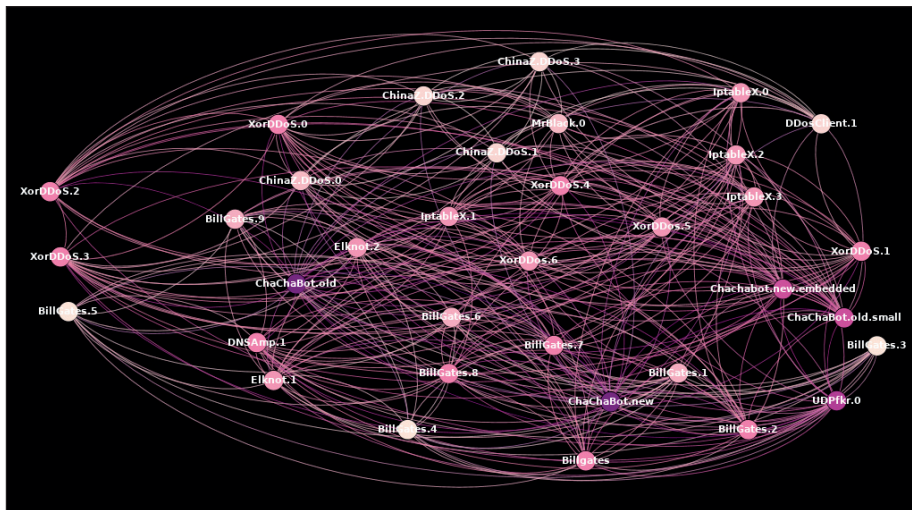 ChinaZ.DDoS.3
IptableX.0
ChinaZ.DDoS.2
XorDDoS.0
MrBlack.0
DDosClient.1
ChinaZ.DDoS.1
IptableX.2
ChinaZ.DDoS.0
XorDDoS.4
XorDDoS.2
IptableX.3
BillGates.9
IptableX.1
XorDDos.5
Elknot.2
XorDDoS.1
XorDDoS.3
XorDDos.6
ChaChaBot.old
Chachabot.new.embedded
BillGates.5
BillGates.6
ChaChaBot.old.small
DNSAmp.1
BillGates.7
BillGates.3
Elknot.1
BillGates.8
BillGates.1
ChaChaBot.new
UDPfkr.0
BillGates.4
BillGates.2
Billgates